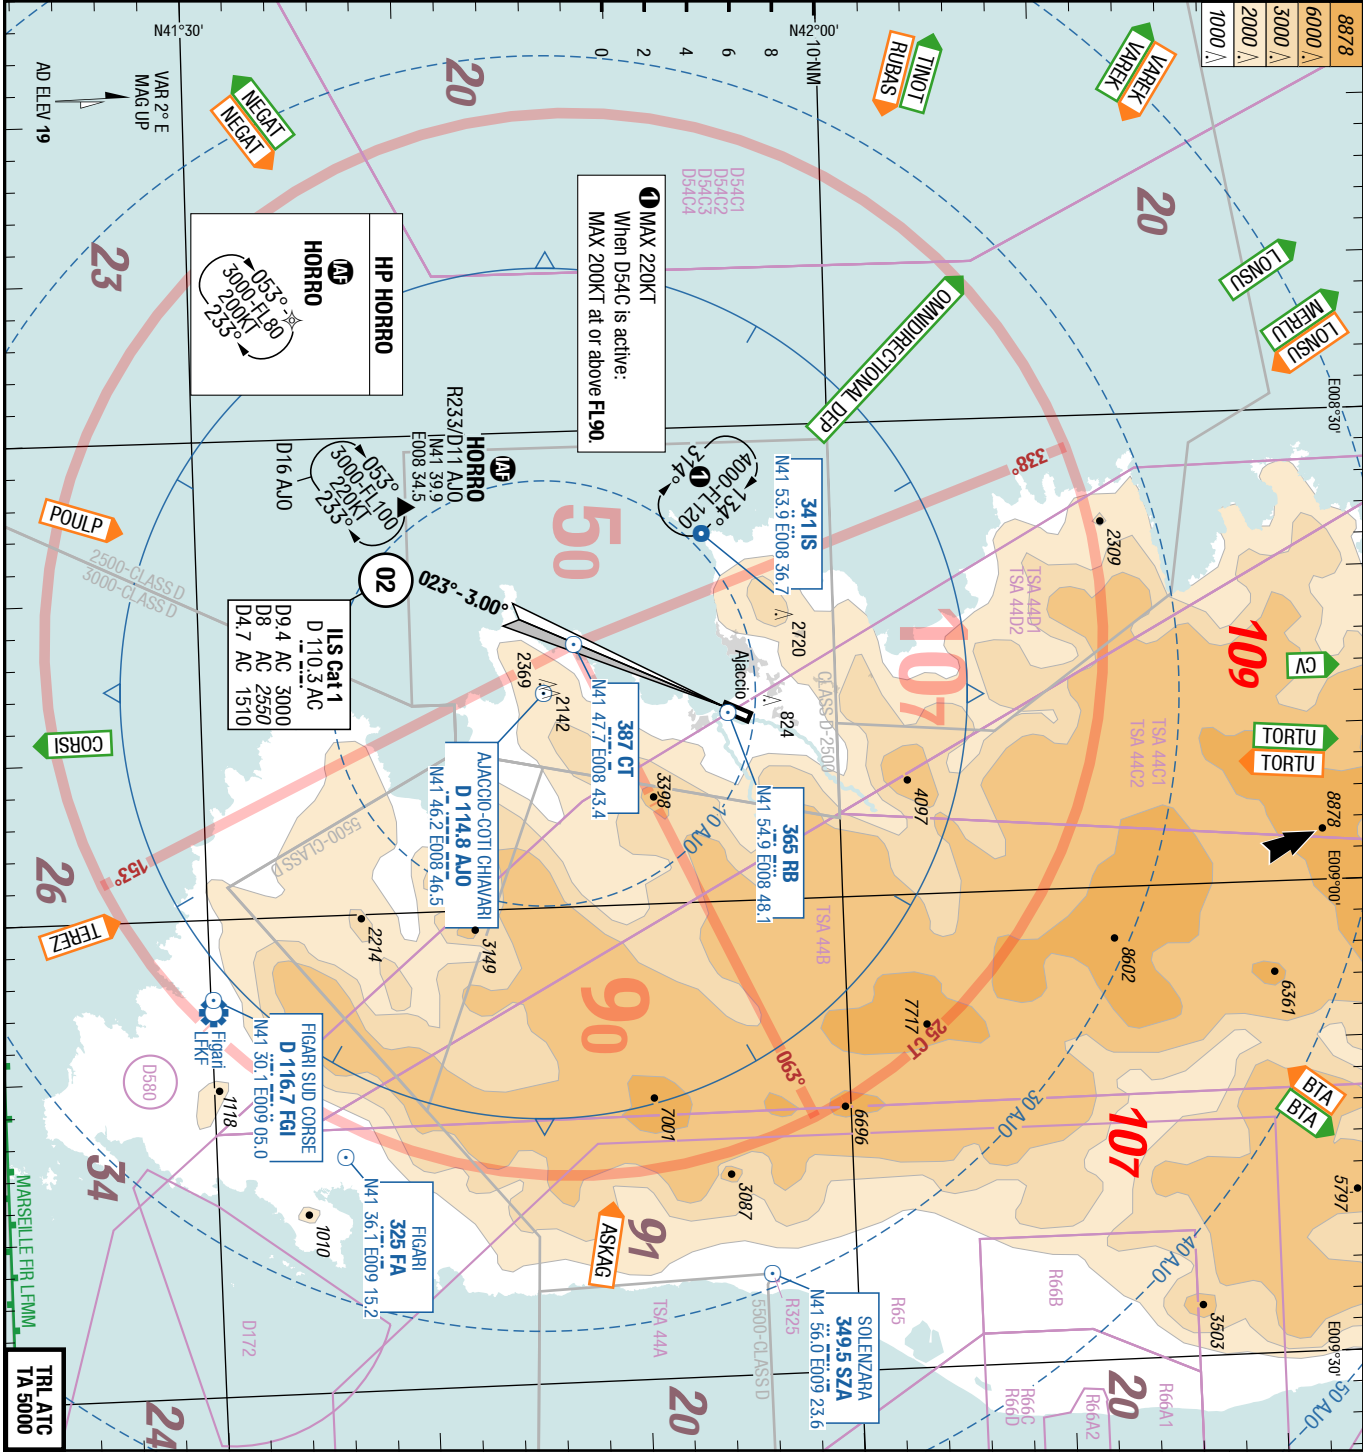 8878
6000
3000
2000
1000
N41°30'
N42°00'
0 2 4 6 8 10 NM
E008°30'
E009°00'
E009°30'
VAR 2° E
MAG UP
AD ELEV 19
NEGAT
NEGAT
TINOT
RUBAS
VAREK
VAREK
LONSU
MERLU
LONSU
OMNIDIRECTIONAL DEP
CV
TORTU
TORTU
BTA
BTA
ASKAG
POULP
CORSI
TEREZ
20
20
23
50
107
109
107
26
90
34
91
20
20
24
D54C1
D54C2
D54C3
D54C4
1 MAX 220KT
When D54C is active:
MAX 200KT at or above FL90.
HP HORRO
IAF
HORRO
053°
3000-FL80
200KT
233°
IAF
HORRO
R233/D11 AJO
N41 39.9
E008 34.5
053°
3000-FL100
220KT
233°
D16 AJO
134°
(4000-FL120
314°
1
341 IS
N41 53.9 E008 36.7
02
023°-3.00°
ILS Cat 1
D 110.3 AC
D9.4 AC 3000
D8 AC 2550
D4.7 AC 1510
387 CT
N41 47.7 E008 43.4
365 RB
N41 54.9 E008 48.1
AJACCIO-COTI CHIAVARI
D 114.8 AJO
N41 46.2 E008 46.5
FIGARI SUD CORSE
D 116.7 FGI
N41 30.1 E009 05.0
FIGARI
325 FA
N41 36.1 E009 15.2
SOLENZARA
349.5 SZA
N41 56.0 E009 23.6
Ajaccio
Figari
LFKF
338°
153°
063°
25 CT
10 AJO
30 AJO
40 AJO
50 AJO
2309
2720
824
2369
2142
3398
4097
8878
8602
6361
7717
6696
7001
3087
3149
2214
1118
1010
5797
3503
2500-CLASS D
3000-CLASS D
CLASS D-2500
5500-CLASS D
5500-CLASS D
TSA 44D1
TSA 44D2
TSA 44C1
TSA 44C2
TSA 44B
TSA 44A
D580
D172
R325
R65
R66B
R66C
R66D
R66A2
R66A1
MARSEILLE FIR LFMM
TRL ATC
TA 5000